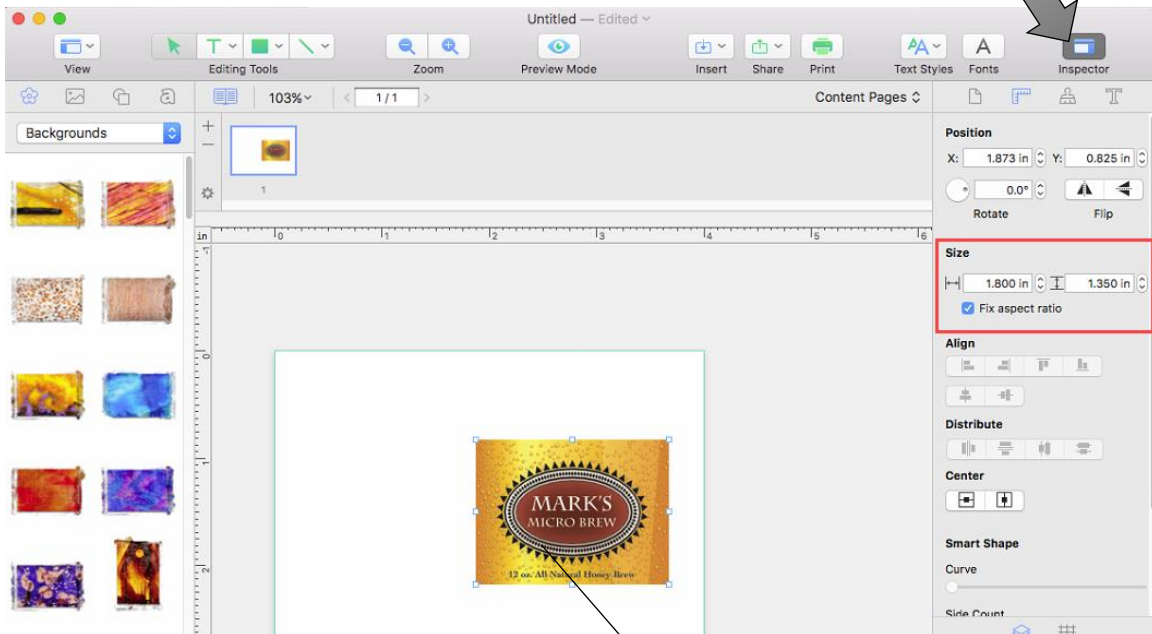 Untitled — Edited
View
Editing Tools
Zoom
Preview Mode
Insert
Share
Print
Text Styles
Fonts
Inspector
103%
1 / 1
Content Pages
Backgrounds
1
Position
X: 1.873 in Y: 0.825 in
0.0°
Rotate
Flip
in
0 1 2 3 4 5 6
Size
1.800 in 1.350 in
Fix aspect ratio
Align
Distribute
Center
Smart Shape
Curve
Side Count
0
1
2
MARK'S
MICRO BREW
12 oz. All Natural Honey Brew